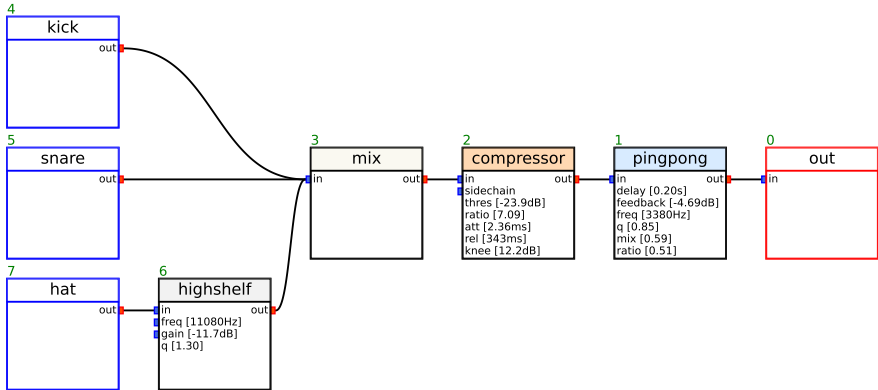 4
kick
out
5
snare
out
7
hat
out
6
highshelf
in out
freq [11080Hz]
gain [-11.7dB]
q [1.30]
3
mix
in out
2
compressor
in out
sidechain
thres [-23.9dB]
ratio [7.09]
att [2.36ms]
rel [343ms]
knee [12.2dB]
1
pingpong
in out
delay [0.20s]
feedback [-4.69dB]
freq [3380Hz]
q [0.85]
mix [0.59]
ratio [0.51]
0
out
in